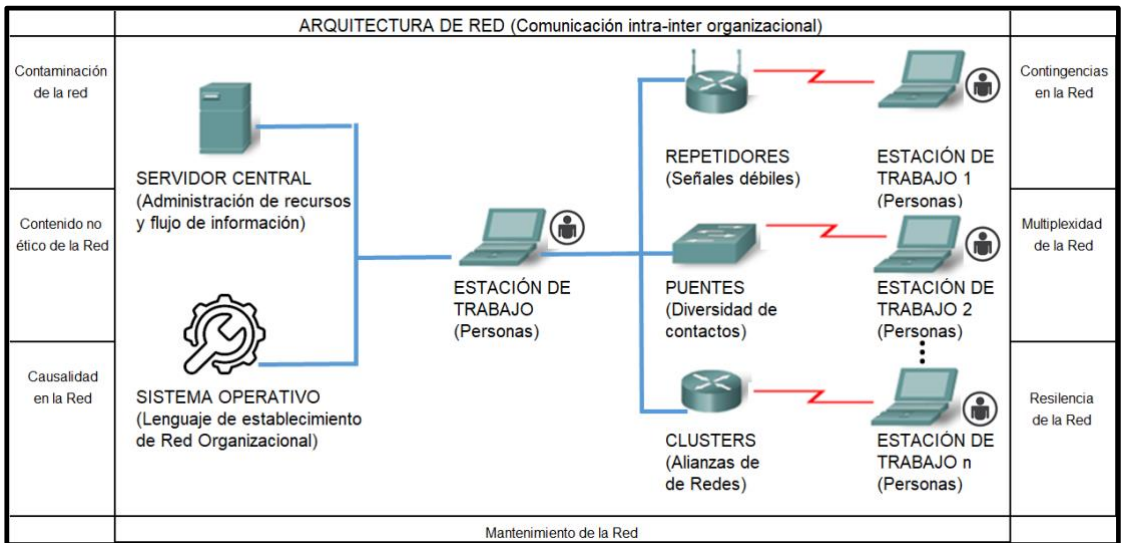 ARQUITECTURA DE RED (Comunicación intra-inter organizacional)
Contaminación
de la red
Contenido no
ético de la Red
Causalidad
en la Red
SERVIDOR CENTRAL
(Administración de recursos
y flujo de información)
SISTEMA OPERATIVO
(Lenguaje de establecimiento
de Red Organizacional)
ESTACIÓN DE
TRABAJO
(Personas)
REPETIDORES
(Señales débiles)
ESTACIÓN DE
TRABAJO 1
(Personas)
PUENTES
(Diversidad de
contactos)
ESTACIÓN DE
TRABAJO 2
(Personas)
CLUSTERS
(Alianzas de
de Redes)
ESTACIÓN DE
TRABAJO n
(Personas)
Contingencias
en la Red
Multiplexidad
de la Red
Resilencia
de la Red
Mantenimiento de la Red